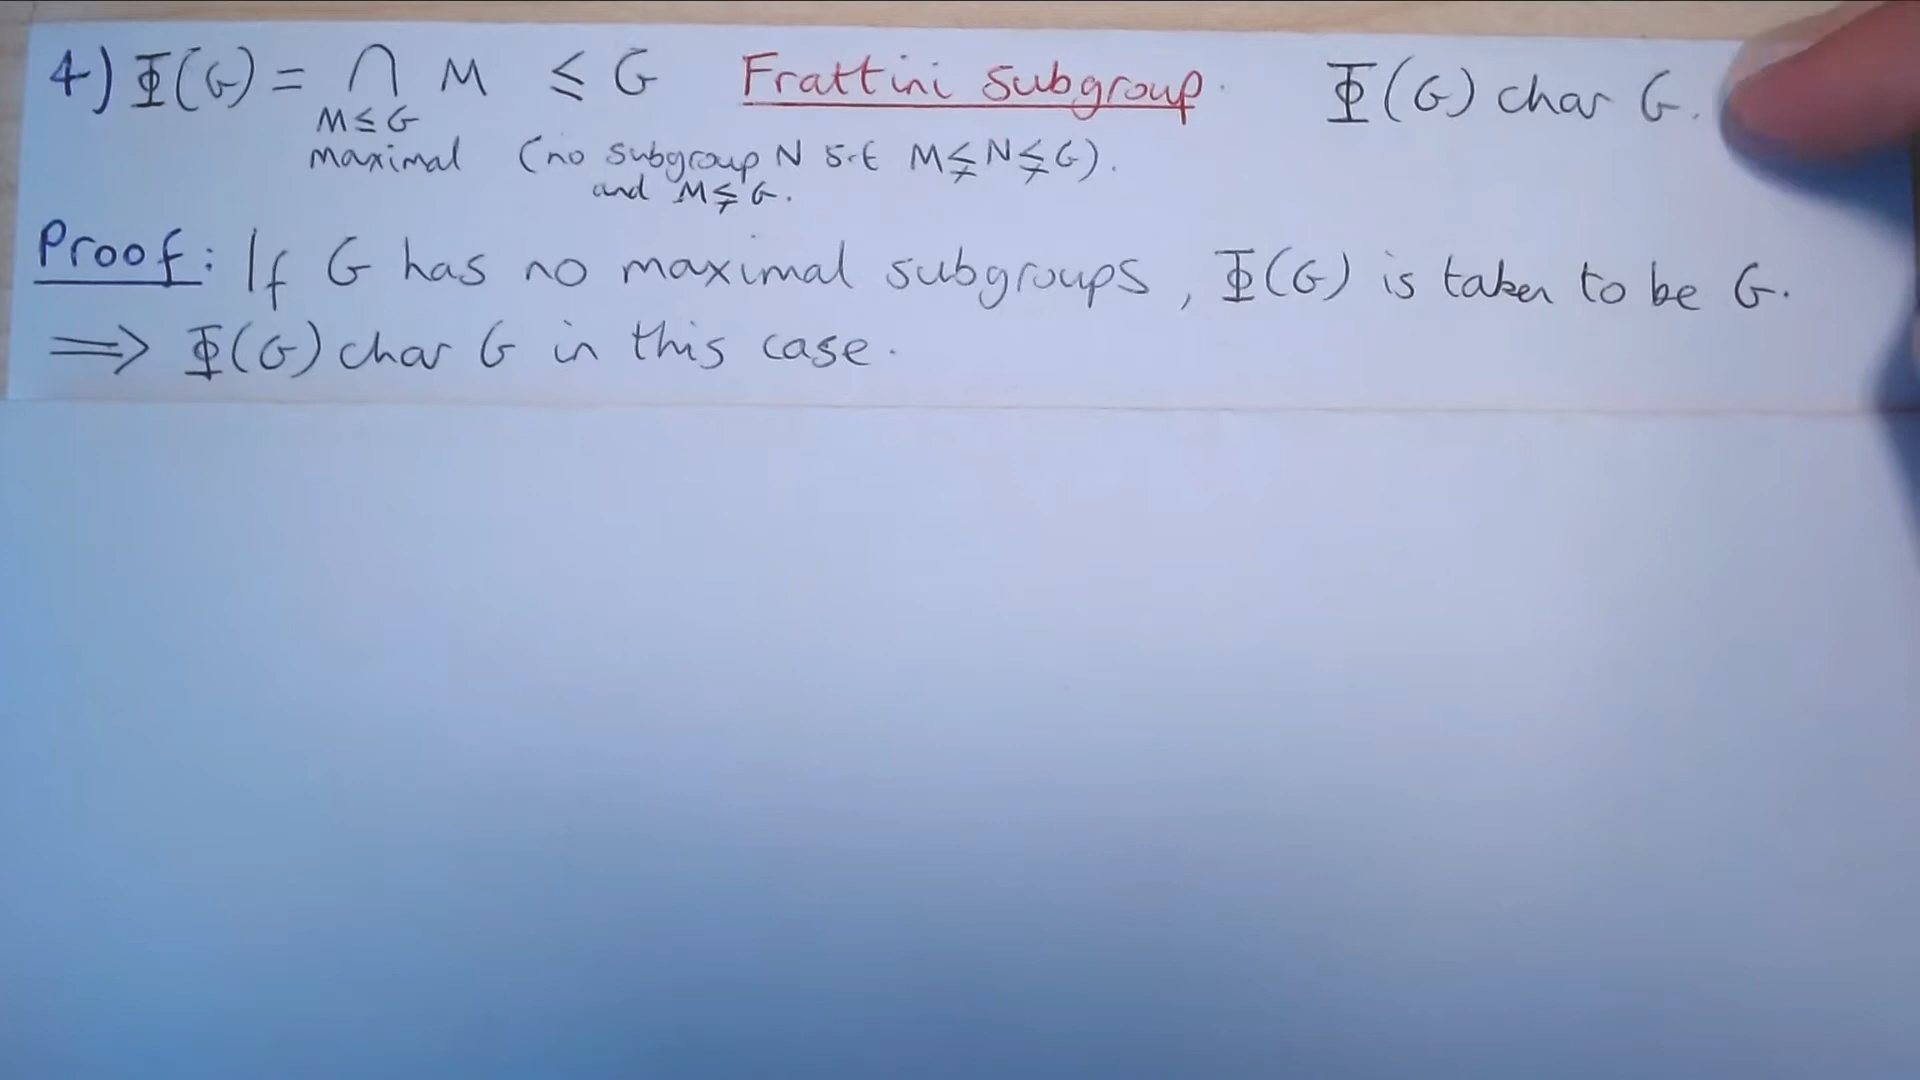 4) Φ(G) = ∩ M ≤ G Frattini Subgroup. Φ(G) char G.
M≤G
maximal (no subgroup N s.t M⪇N⪇G).
and M⪇G.
Proof: If G has no maximal subgroups, Φ(G) is taken to be G.
⟹ Φ(G) char G in this case.